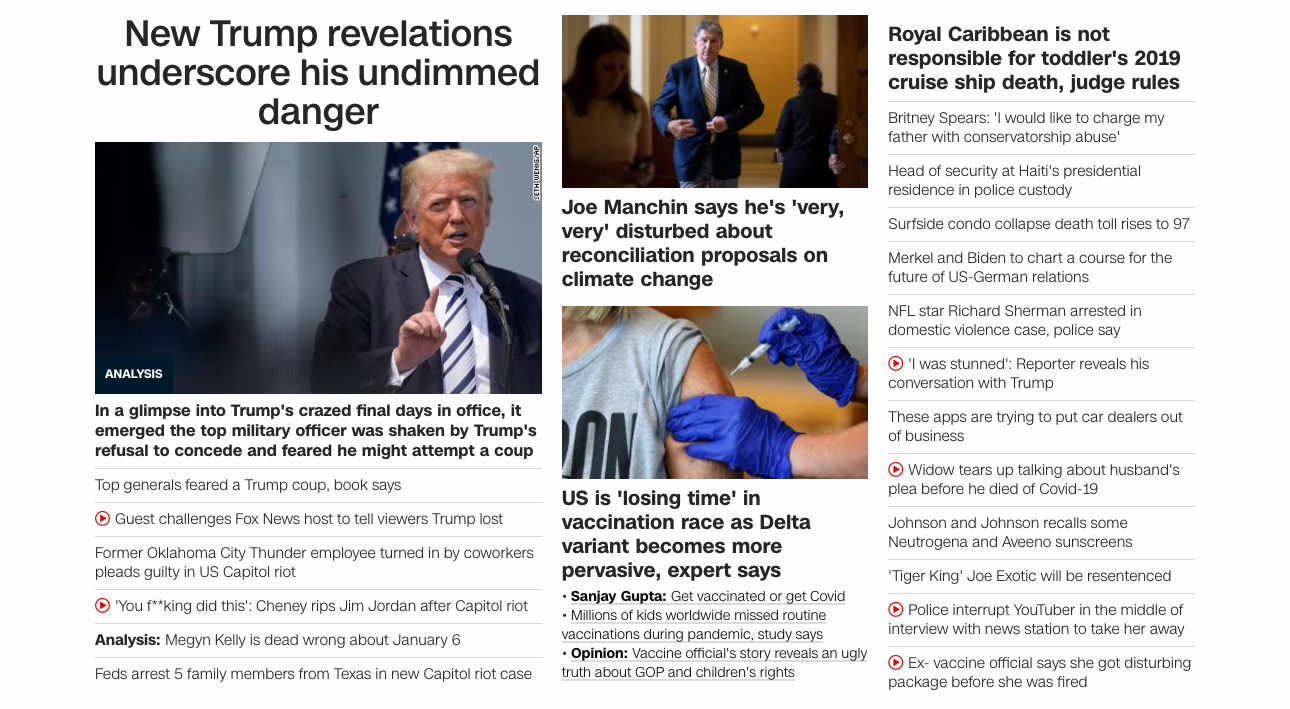 New Trump revelations
underscore his undimmed
danger
SETH WENIG/AP
ANALYSIS
In a glimpse into Trump's crazed final days in office, it
emerged the top military officer was shaken by Trump's
refusal to concede and feared he might attempt a coup
Top generals feared a Trump coup, book says
Guest challenges Fox News host to tell viewers Trump lost
Former Oklahoma City Thunder employee turned in by coworkers
pleads guilty in US Capitol riot
'You f**king did this': Cheney rips Jim Jordan after Capitol riot
Analysis: Megyn Kelly is dead wrong about January 6
Feds arrest 5 family members from Texas in new Capitol riot case
Joe Manchin says he's 'very,
very' disturbed about
reconciliation proposals on
climate change
US is 'losing time' in
vaccination race as Delta
variant becomes more
pervasive, expert says
• Sanjay Gupta: Get vaccinated or get Covid
• Millions of kids worldwide missed routine
vaccinations during pandemic, study says
• Opinion: Vaccine official's story reveals an ugly
truth about GOP and children's rights
Royal Caribbean is not
responsible for toddler's 2019
cruise ship death, judge rules
Britney Spears: 'I would like to charge my
father with conservatorship abuse'
Head of security at Haiti's presidential
residence in police custody
Surfside condo collapse death toll rises to 97
Merkel and Biden to chart a course for the
future of US-German relations
NFL star Richard Sherman arrested in
domestic violence case, police say
'I was stunned': Reporter reveals his
conversation with Trump
These apps are trying to put car dealers out
of business
Widow tears up talking about husband's
plea before he died of Covid-19
Johnson and Johnson recalls some
Neutrogena and Aveeno sunscreens
'Tiger King' Joe Exotic will be resentenced
Police interrupt YouTuber in the middle of
interview with news station to take her away
Ex- vaccine official says she got disturbing
package before she was fired